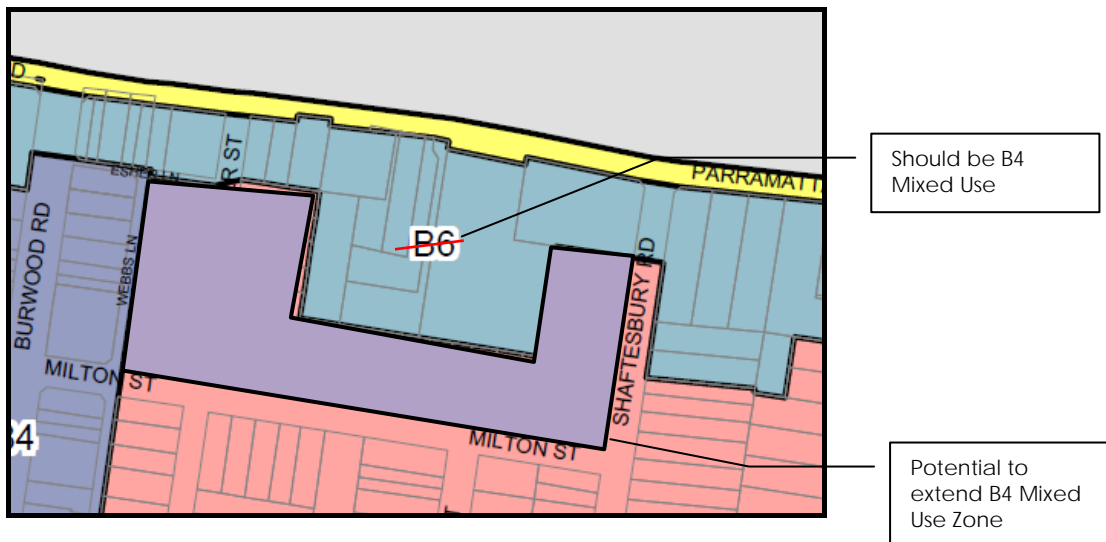 D
PARRAMATTA
ESHER LN
R ST
B6
BURWOOD RD
WEBBS LN
SHAFTESBURY RD
MILTON ST
MILTON ST
Should be B4
Mixed Use
Potential to
extend B4 Mixed
Use Zone